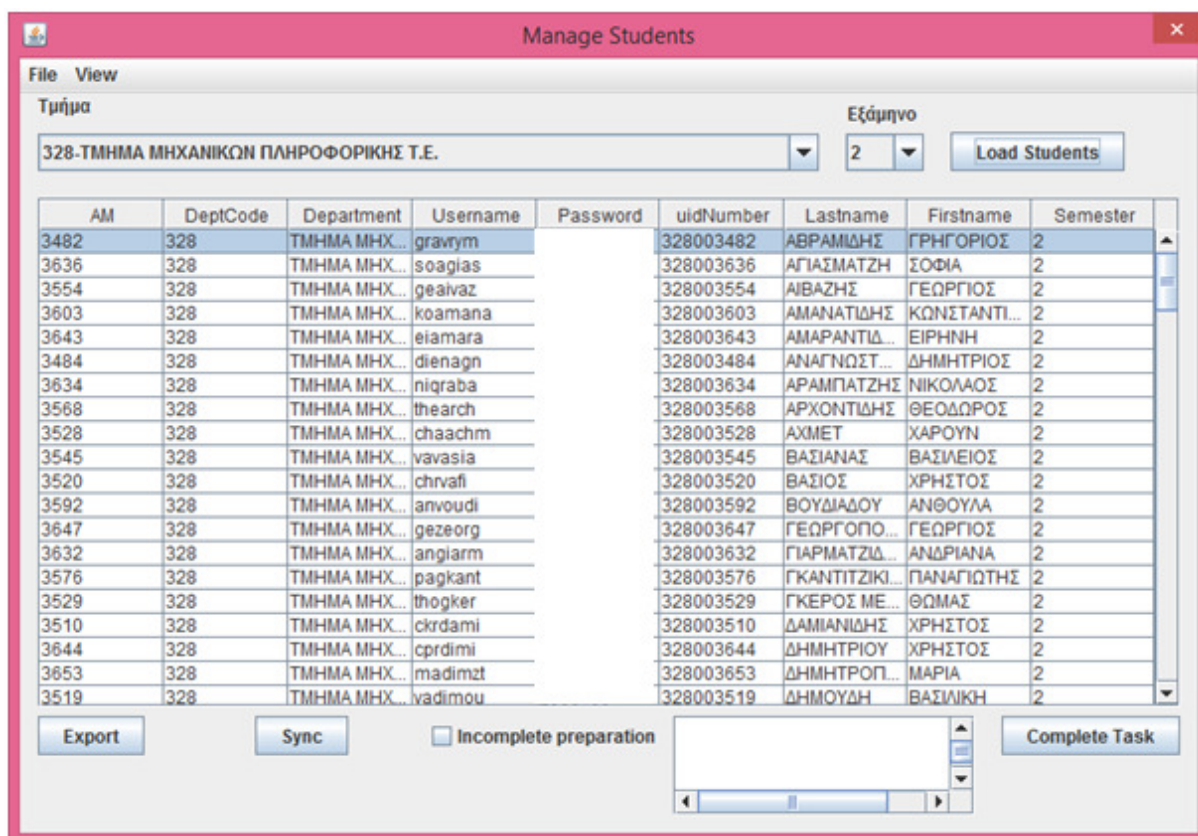 Manage Students
File View
Τμήμα
Εξάμηνο
328-ΤΜΗΜΑ ΜΗΧΑΝΙΚΩΝ ΠΛΗΡΟΦΟΡΙΚΗΣ Τ.Ε. 2 Load Students
AM DeptCode Department Username Password uidNumber Lastname Firstname Semester
3482 328 ΤΜΗΜΑ ΜΗΧ... gravrym 328003482 ΑΒΡΑΜΙΔΗΣ ΓΡΗΓΟΡΙΟΣ 2
3636 328 ΤΜΗΜΑ ΜΗΧ... soagias 328003636 ΑΓΙΑΣΜΑΤΖΗ ΣΟΦΙΑ 2
3554 328 ΤΜΗΜΑ ΜΗΧ... geaivaz 328003554 ΑΙΒΑΖΗΣ ΓΕΩΡΓΙΟΣ 2
3603 328 ΤΜΗΜΑ ΜΗΧ... koamana 328003603 ΑΜΑΝΑΤΙΔΗΣ ΚΩΝΣΤΑΝΤΙ... 2
3643 328 ΤΜΗΜΑ ΜΗΧ... eiamara 328003643 ΑΜΑΡΑΝΤΙΔ... ΕΙΡΗΝΗ 2
3484 328 ΤΜΗΜΑ ΜΗΧ... dienagn 328003484 ΑΝΑΓΝΩΣΤ... ΔΗΜΗΤΡΙΟΣ 2
3634 328 ΤΜΗΜΑ ΜΗΧ... niqraba 328003634 ΑΡΑΜΠΑΤΖΗΣ ΝΙΚΟΛΑΟΣ 2
3568 328 ΤΜΗΜΑ ΜΗΧ... thearch 328003568 ΑΡΧΟΝΤΙΔΗΣ ΘΕΟΔΩΡΟΣ 2
3528 328 ΤΜΗΜΑ ΜΗΧ... chaachm 328003528 ΑΧΜΕΤ ΧΑΡΟΥΝ 2
3545 328 ΤΜΗΜΑ ΜΗΧ... vavasia 328003545 ΒΑΣΙΑΝΑΣ ΒΑΣΙΛΕΙΟΣ 2
3520 328 ΤΜΗΜΑ ΜΗΧ... chrvafi 328003520 ΒΑΣΙΟΣ ΧΡΗΣΤΟΣ 2
3592 328 ΤΜΗΜΑ ΜΗΧ... anvoudi 328003592 ΒΟΥΔΙΑΔΟΥ ΑΝΘΟΥΛΑ 2
3647 328 ΤΜΗΜΑ ΜΗΧ... gezeorg 328003647 ΓΕΩΡΓΟΠΟ... ΓΕΩΡΓΙΟΣ 2
3632 328 ΤΜΗΜΑ ΜΗΧ... angiarm 328003632 ΓΙΑΡΜΑΤΖΙΔ... ΑΝΔΡΙΑΝΑ 2
3576 328 ΤΜΗΜΑ ΜΗΧ... pagkant 328003576 ΓΚΑΝΤΙΤΖΙΚΙ... ΠΑΝΑΓΙΩΤΗΣ 2
3529 328 ΤΜΗΜΑ ΜΗΧ... thogker 328003529 ΓΚΕΡΟΣ ΜΕ... ΘΩΜΑΣ 2
3510 328 ΤΜΗΜΑ ΜΗΧ... ckrdami 328003510 ΔΑΜΙΑΝΙΔΗΣ ΧΡΗΣΤΟΣ 2
3644 328 ΤΜΗΜΑ ΜΗΧ... cprdimi 328003644 ΔΗΜΗΤΡΙΟΥ ΧΡΗΣΤΟΣ 2
3653 328 ΤΜΗΜΑ ΜΗΧ... madimzt 328003653 ΔΗΜΗΤΡΟΠ... ΜΑΡΙΑ 2
3519 328 ΤΜΗΜΑ ΜΗΧ... vadimou 328003519 ΔΗΜΟΥΔΗ ΒΑΣΙΛΙΚΗ 2
Export Sync Incomplete preparation Complete Task